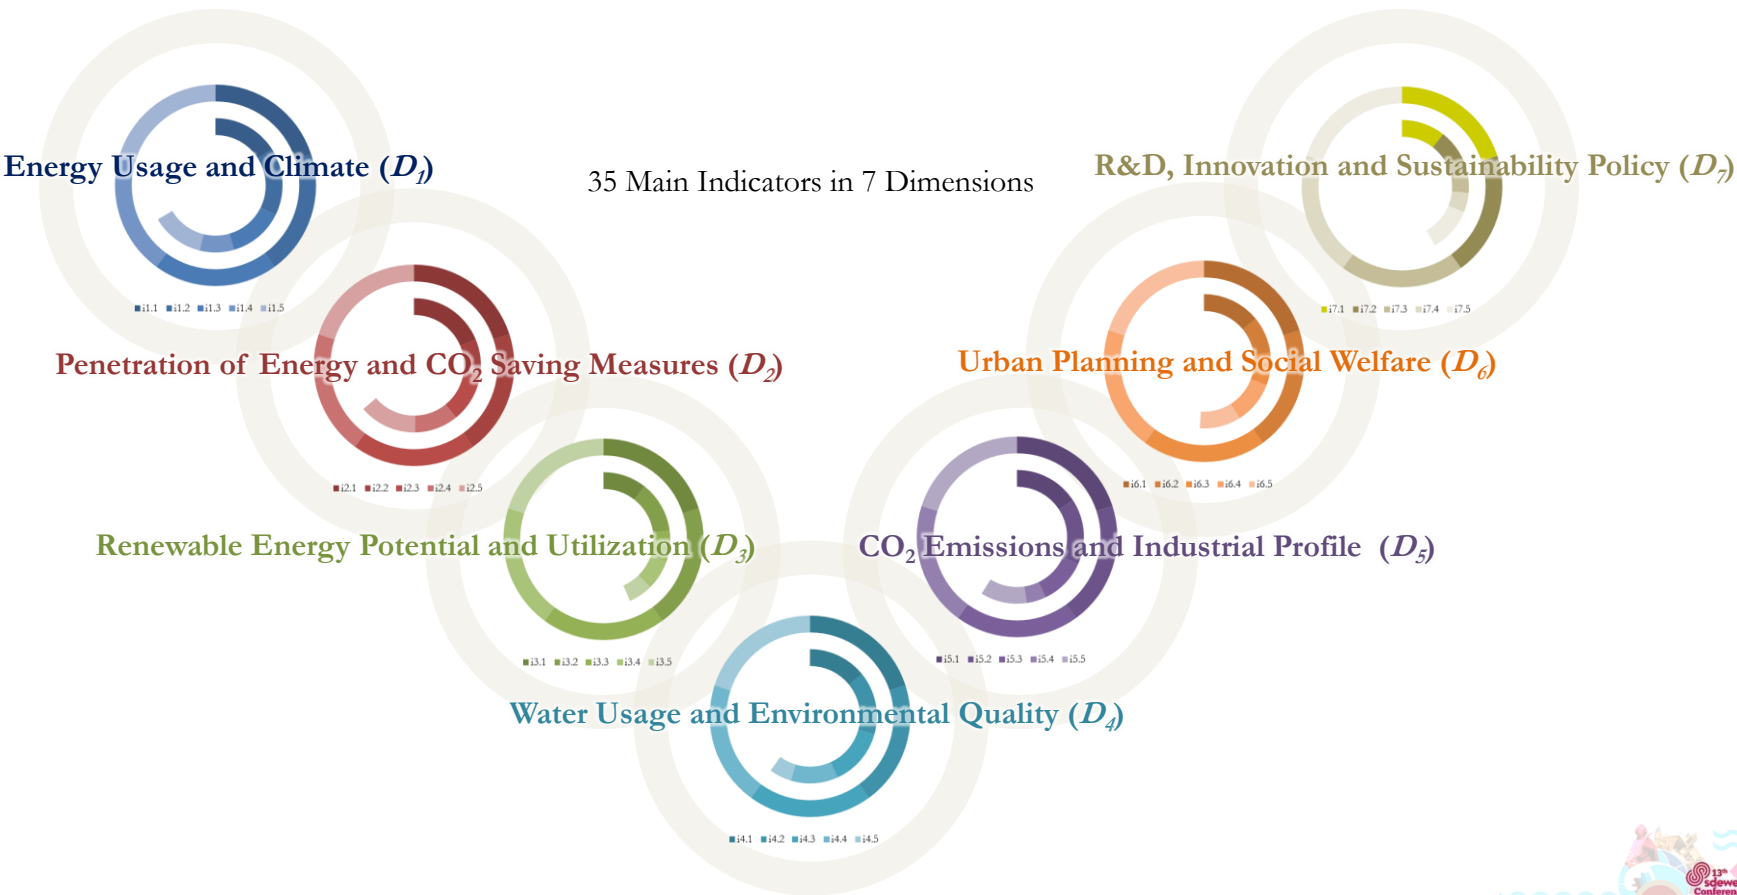 Energy Usage and Climate (D1)
35 Main Indicators in 7 Dimensions
R&D, Innovation and Sustainability Policy (D7)
i1.1 i1.2 i1.3 i1.4 i1.5
i7.1 i7.2 i7.3 i7.4 i7.5
Penetration of Energy and CO2 Saving Measures (D2)
Urban Planning and Social Welfare (D6)
i2.1 i2.2 i2.3 i2.4 i2.5
i6.1 i6.2 i6.3 i6.4 i6.5
Renewable Energy Potential and Utilization (D3)
CO2 Emissions and Industrial Profile (D5)
i3.1 i3.2 i3.3 i3.4 i3.5
i5.1 i5.2 i5.3 i5.4 i5.5
Water Usage and Environmental Quality (D4)
i4.1 i4.2 i4.3 i4.4 i4.5
13th